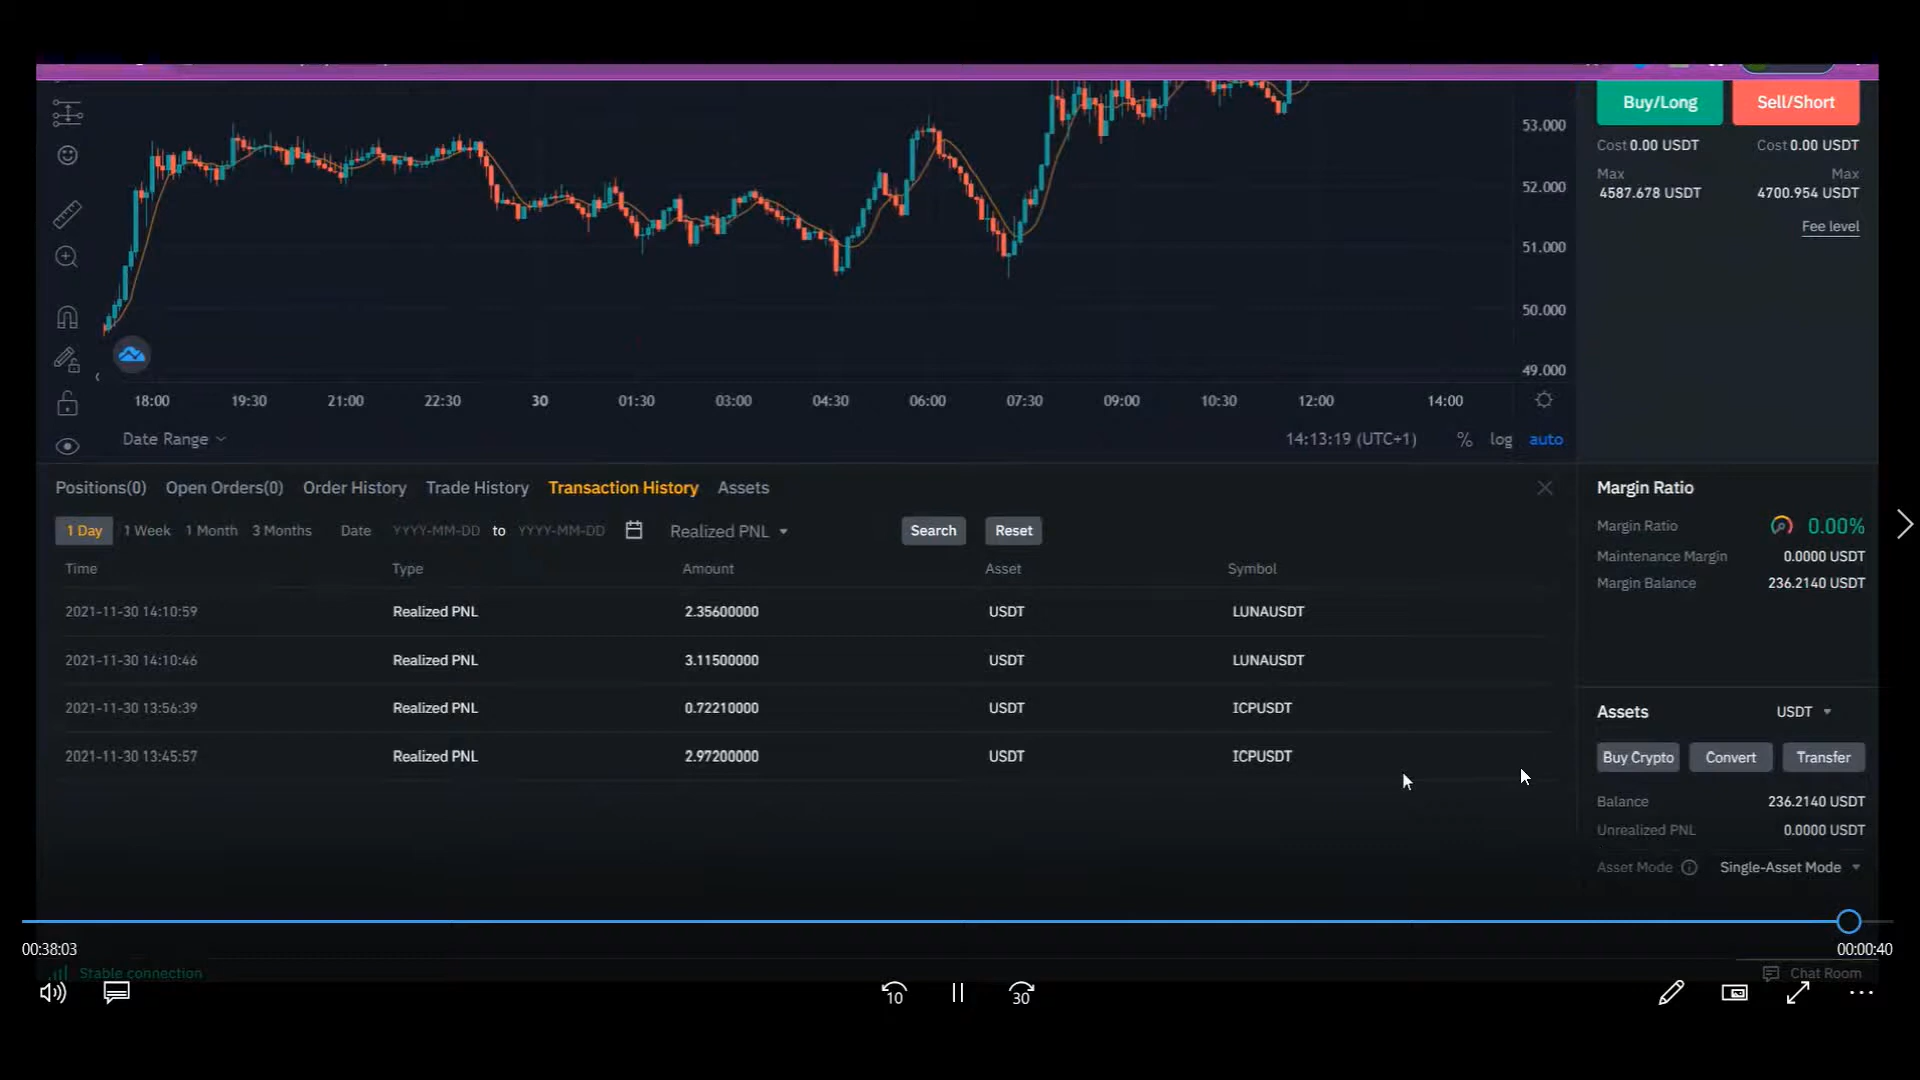 Buy/Long Sell/Short
53.000
Cost 0.00 USDT Cost 0.00 USDT
Max Max
52.000
4587.678 USDT 4700.954 USDT
Fee level
51.000
50.000
49.000
18:00 19:30 21:00 22:30 30 01:30 03:00 04:30 06:00 07:30 09:00 10:30 12:00 14:00
Date Range 14:13:19 (UTC+1) % log auto
Positions(0) Open Orders(0) Order History Trade History Transaction History Assets
1 Day 1 Week 1 Month 3 Months Date YYYY-MM-DD to YYYY-MM-DD Realized PNL Search Reset
Time Type Amount Asset Symbol
2021-11-30 14:10:59 Realized PNL 2.35600000 USDT LUNAUSDT
2021-11-30 14:10:46 Realized PNL 3.11500000 USDT LUNAUSDT
2021-11-30 13:56:39 Realized PNL 0.72210000 USDT ICPUSDT
2021-11-30 13:45:57 Realized PNL 2.97200000 USDT ICPUSDT
Margin Ratio
Margin Ratio 0.00%
Maintenance Margin 0.0000 USDT
Margin Balance 236.2140 USDT
Assets USDT
Buy Crypto Convert Transfer
Balance 236.2140 USDT
Unrealized PNL 0.0000 USDT
Asset Mode Single-Asset Mode
00:38:03 00:00:40
Stable connection Chat Room
10 30